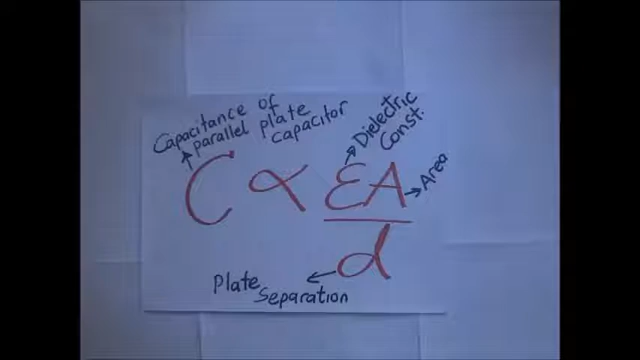 Capacitance of
parallel plate
capacitor
Dielectric
Const.
C ∝ εA
d
Area
Plate
Separation